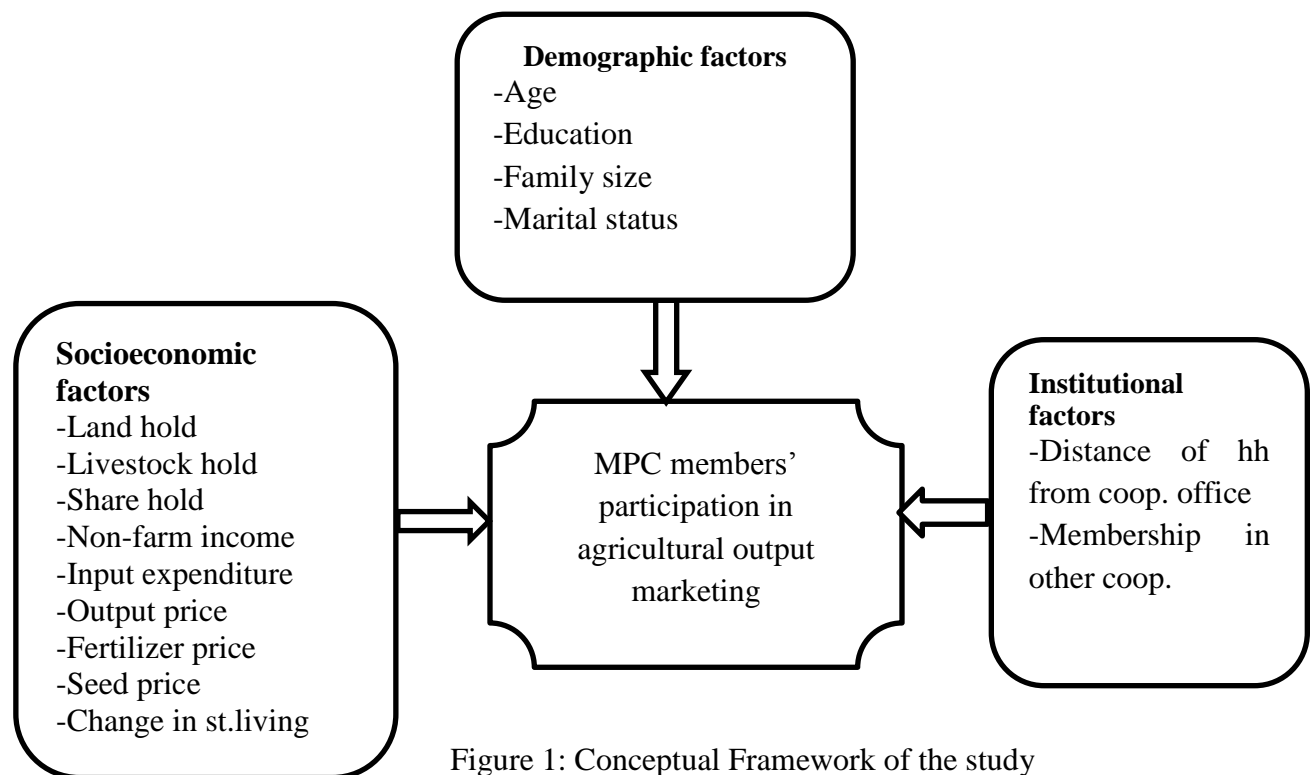 Demographic factors
-Age
-Education
-Family size
-Marital status
Socioeconomic
factors
-Land hold
-Livestock hold
-Share hold
-Non-farm income
-Input expenditure
-Output price
-Fertilizer price
-Seed price
-Change in st.living
MPC members’
participation in
agricultural output
marketing
Institutional
factors
-Distance of hh
from coop. office
-Membership in
other coop.
Figure 1: Conceptual Framework of the study